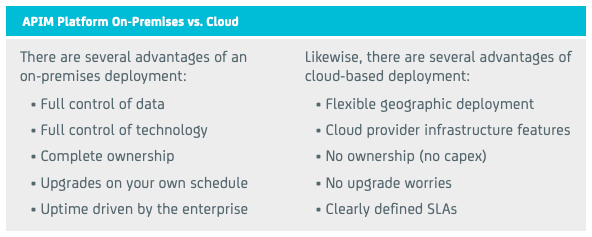 APIM Platform On-Premises vs. Cloud
There are several advantages of an
on-premises deployment:
▪ Full control of data
▪ Full control of technology
▪ Complete ownership
▪ Upgrades on your own schedule
▪ Uptime driven by the enterprise
Likewise, there are several advantages of
cloud-based deployment:
▪ Flexible geographic deployment
▪ Cloud provider infrastructure features
▪ No ownership (no capex)
▪ No upgrade worries
▪ Clearly defined SLAs